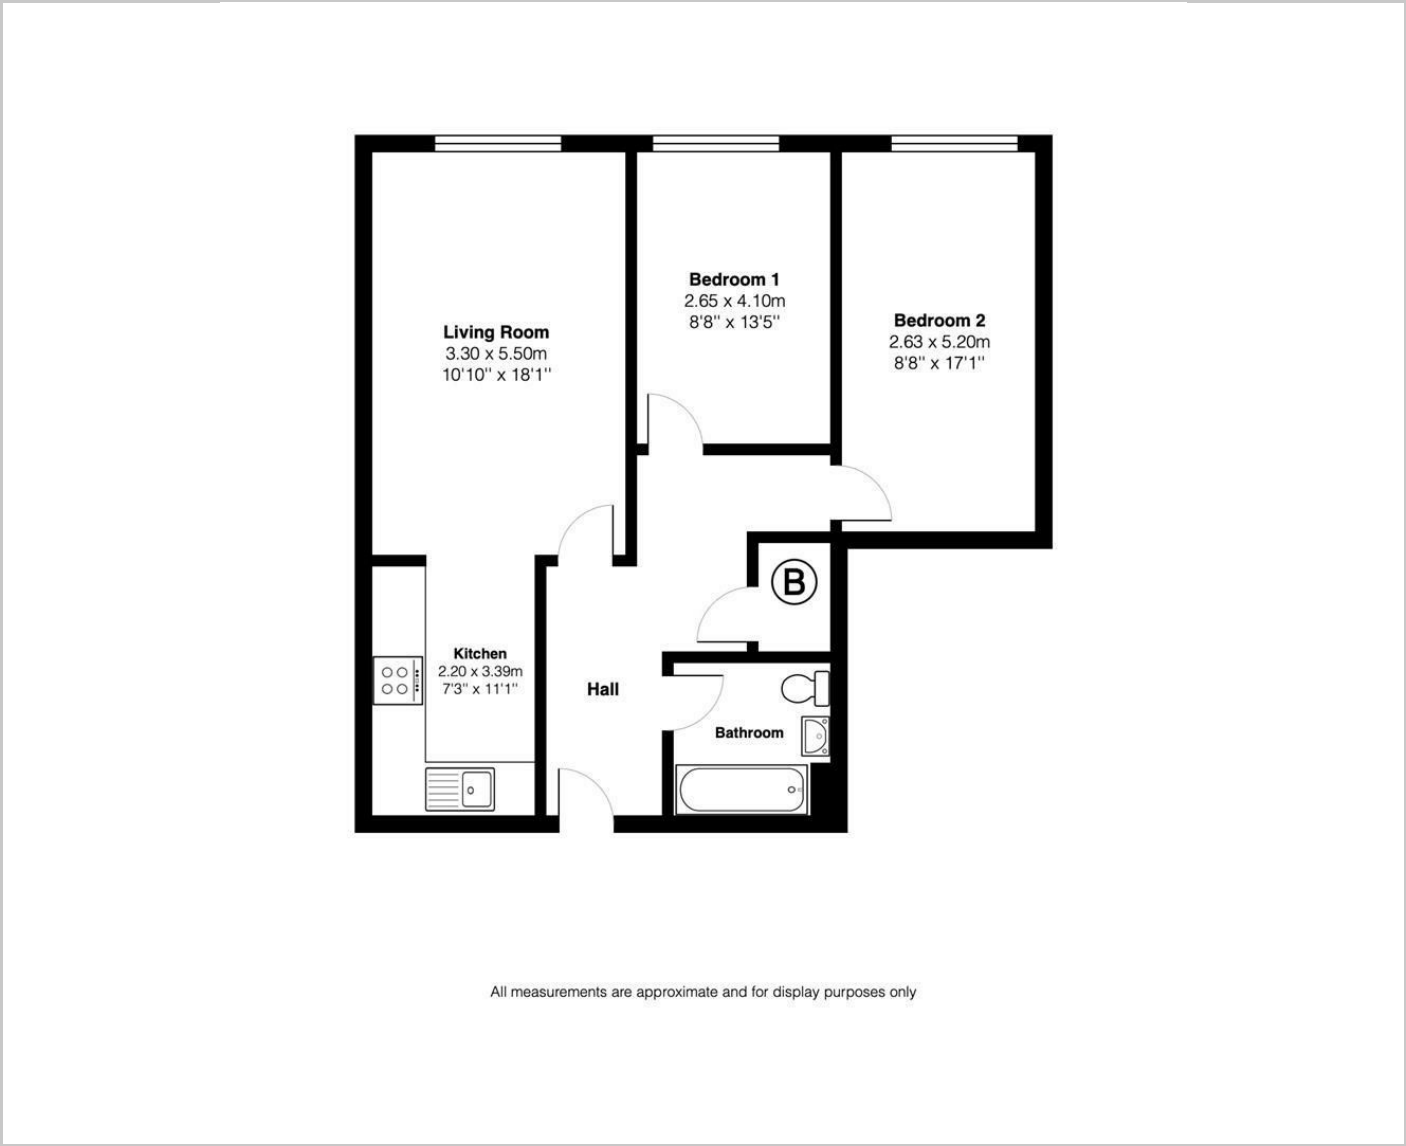 Bedroom 1
2.65 x 4.10m
8'8'' x 13'5''
Living Room
3.30 x 5.50m
10'10'' x 18'1''
Bedroom 2
2.63 x 5.20m
8'8'' x 17'1''
B
Kitchen
2.20 x 3.39m
7'3'' x 11'1''
Hall
Bathroom
All measurements are approximate and for display purposes only